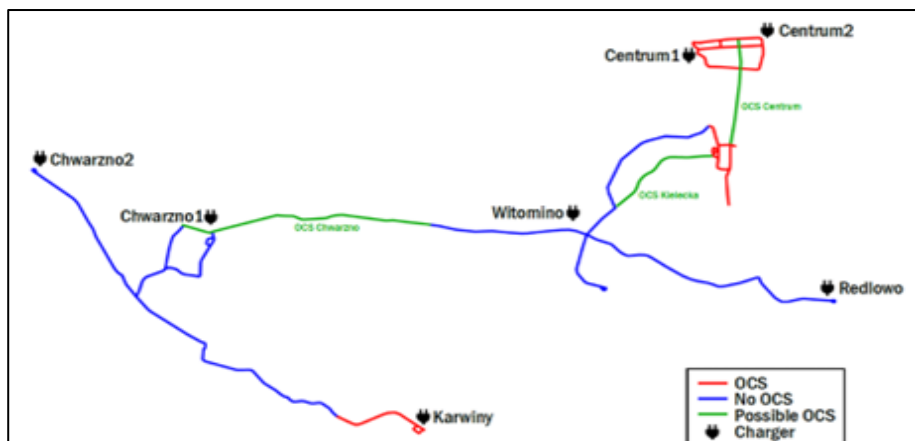 Centrum2
Centrum1
OCS Centrum
Chwarzno2
OCS Kielecka
Chwarzno1
Witomino
OCS Chwarzno
Redlowo
OCS
No OCS
Possible OCS
Charger
Karwiny